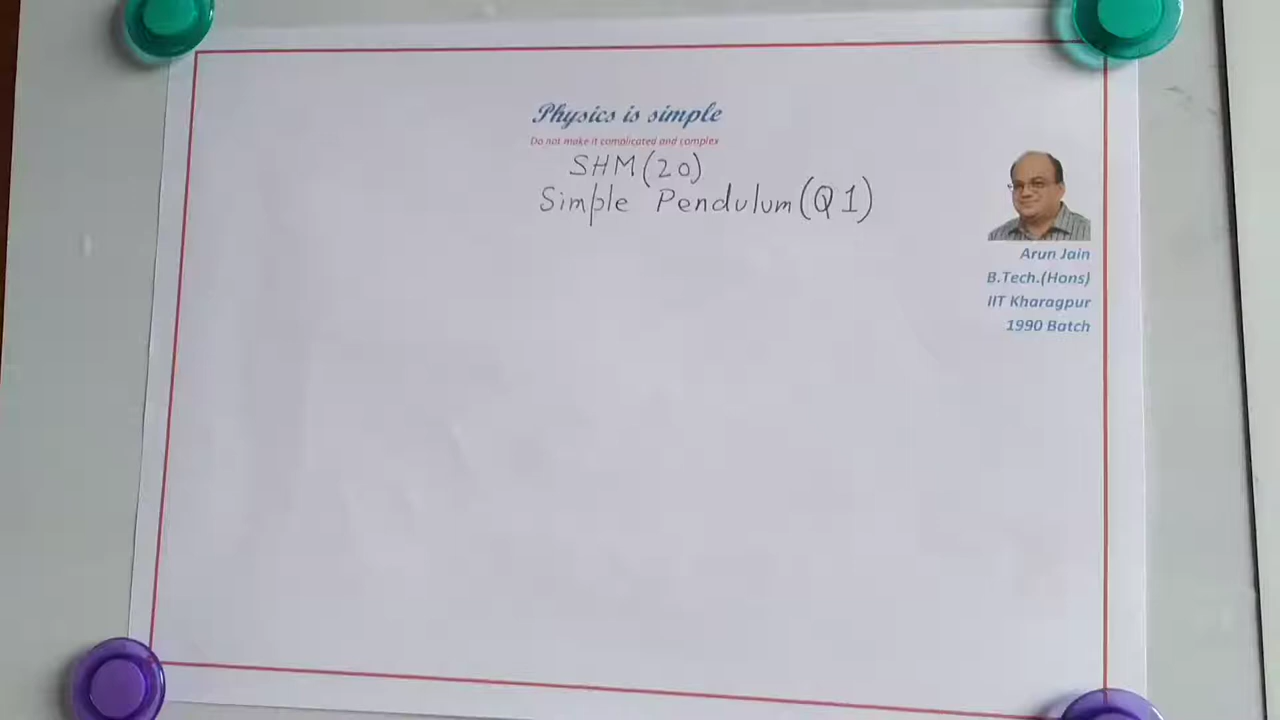 Physics is simple
Do not make it complicated and complex
SHM(20)
Simple Pendulum(Q1)
Arun Jain
B.Tech.(Hons)
IIT Kharagpur
1990 Batch